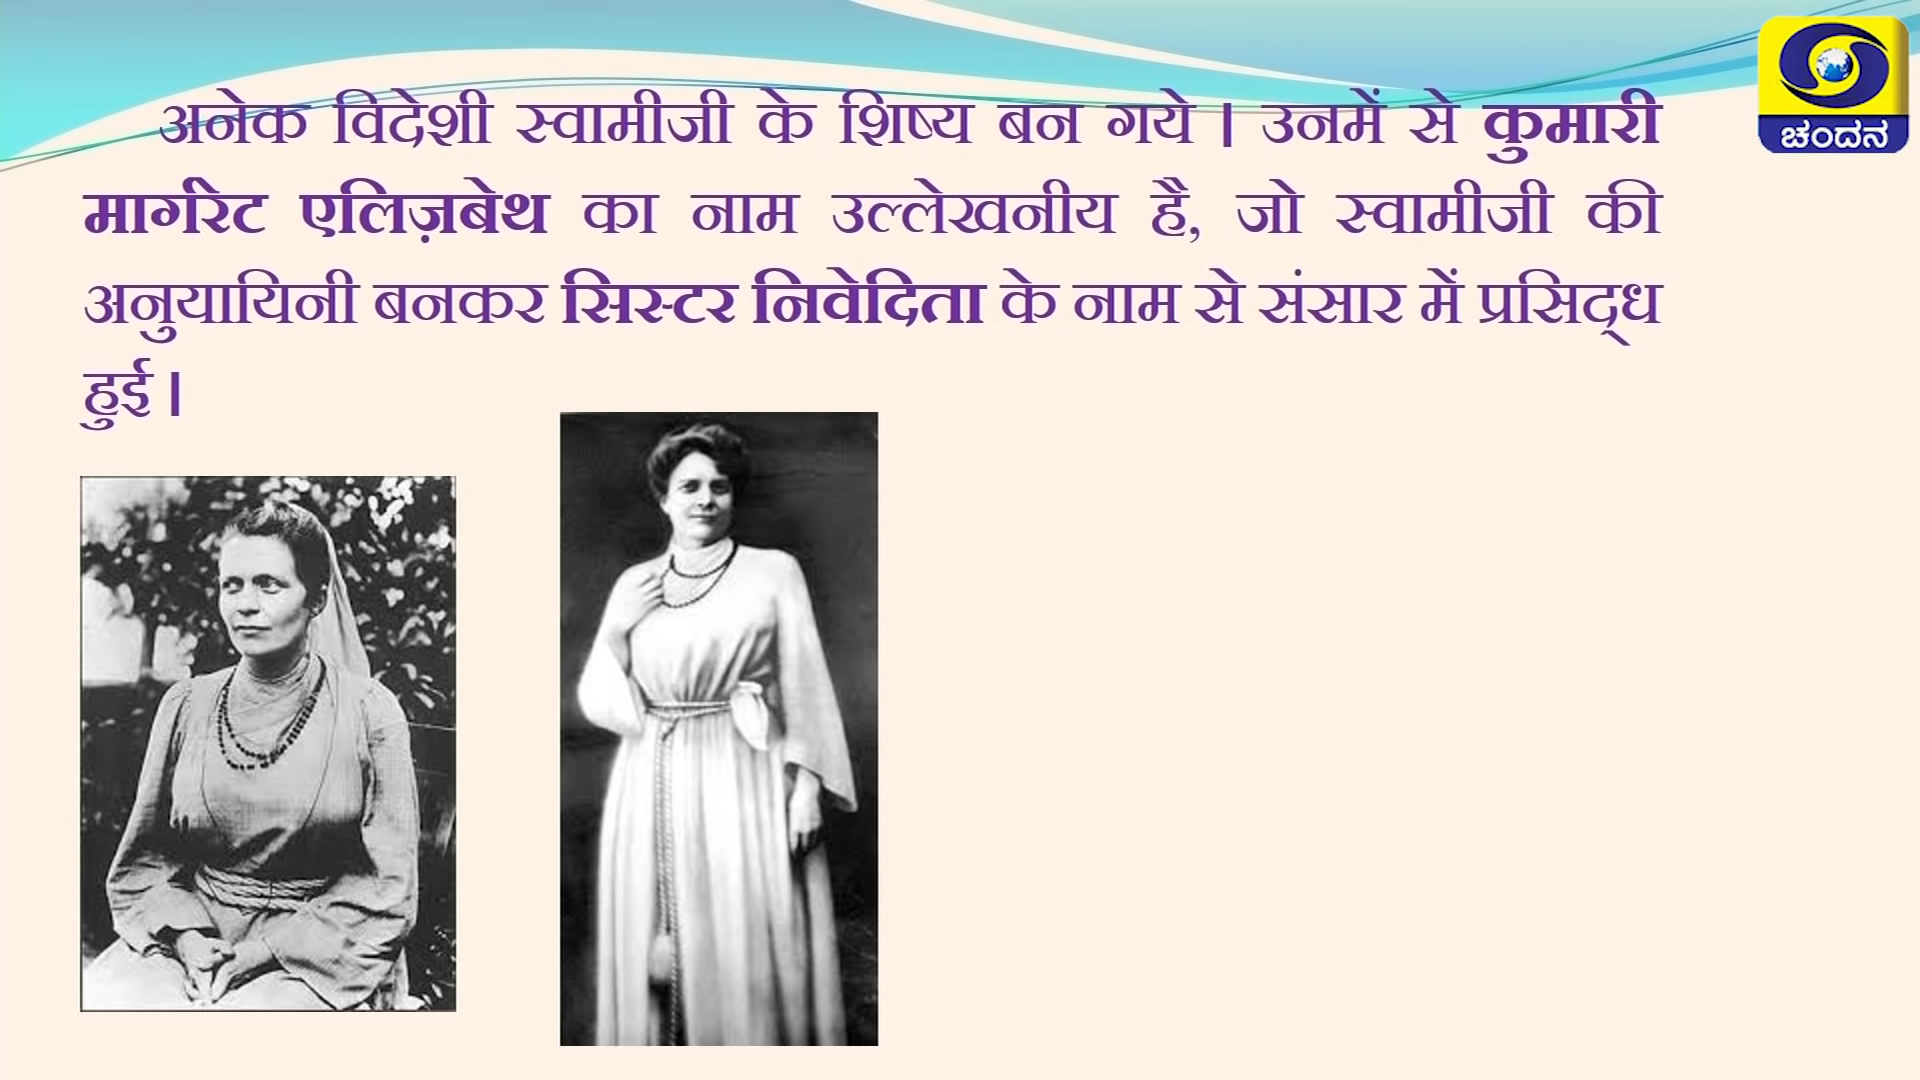 अनेक विदेशी स्वामीजी के शिष्य बन गये । उनमें से कुमारी
मार्गरेट एलिज़बेथ का नाम उल्लेखनीय है, जो स्वामीजी की
अनुयायिनी बनकर सिस्टर निवेदिता के नाम से संसार में प्रसिद्ध
हुई ।
ಚಂದನ